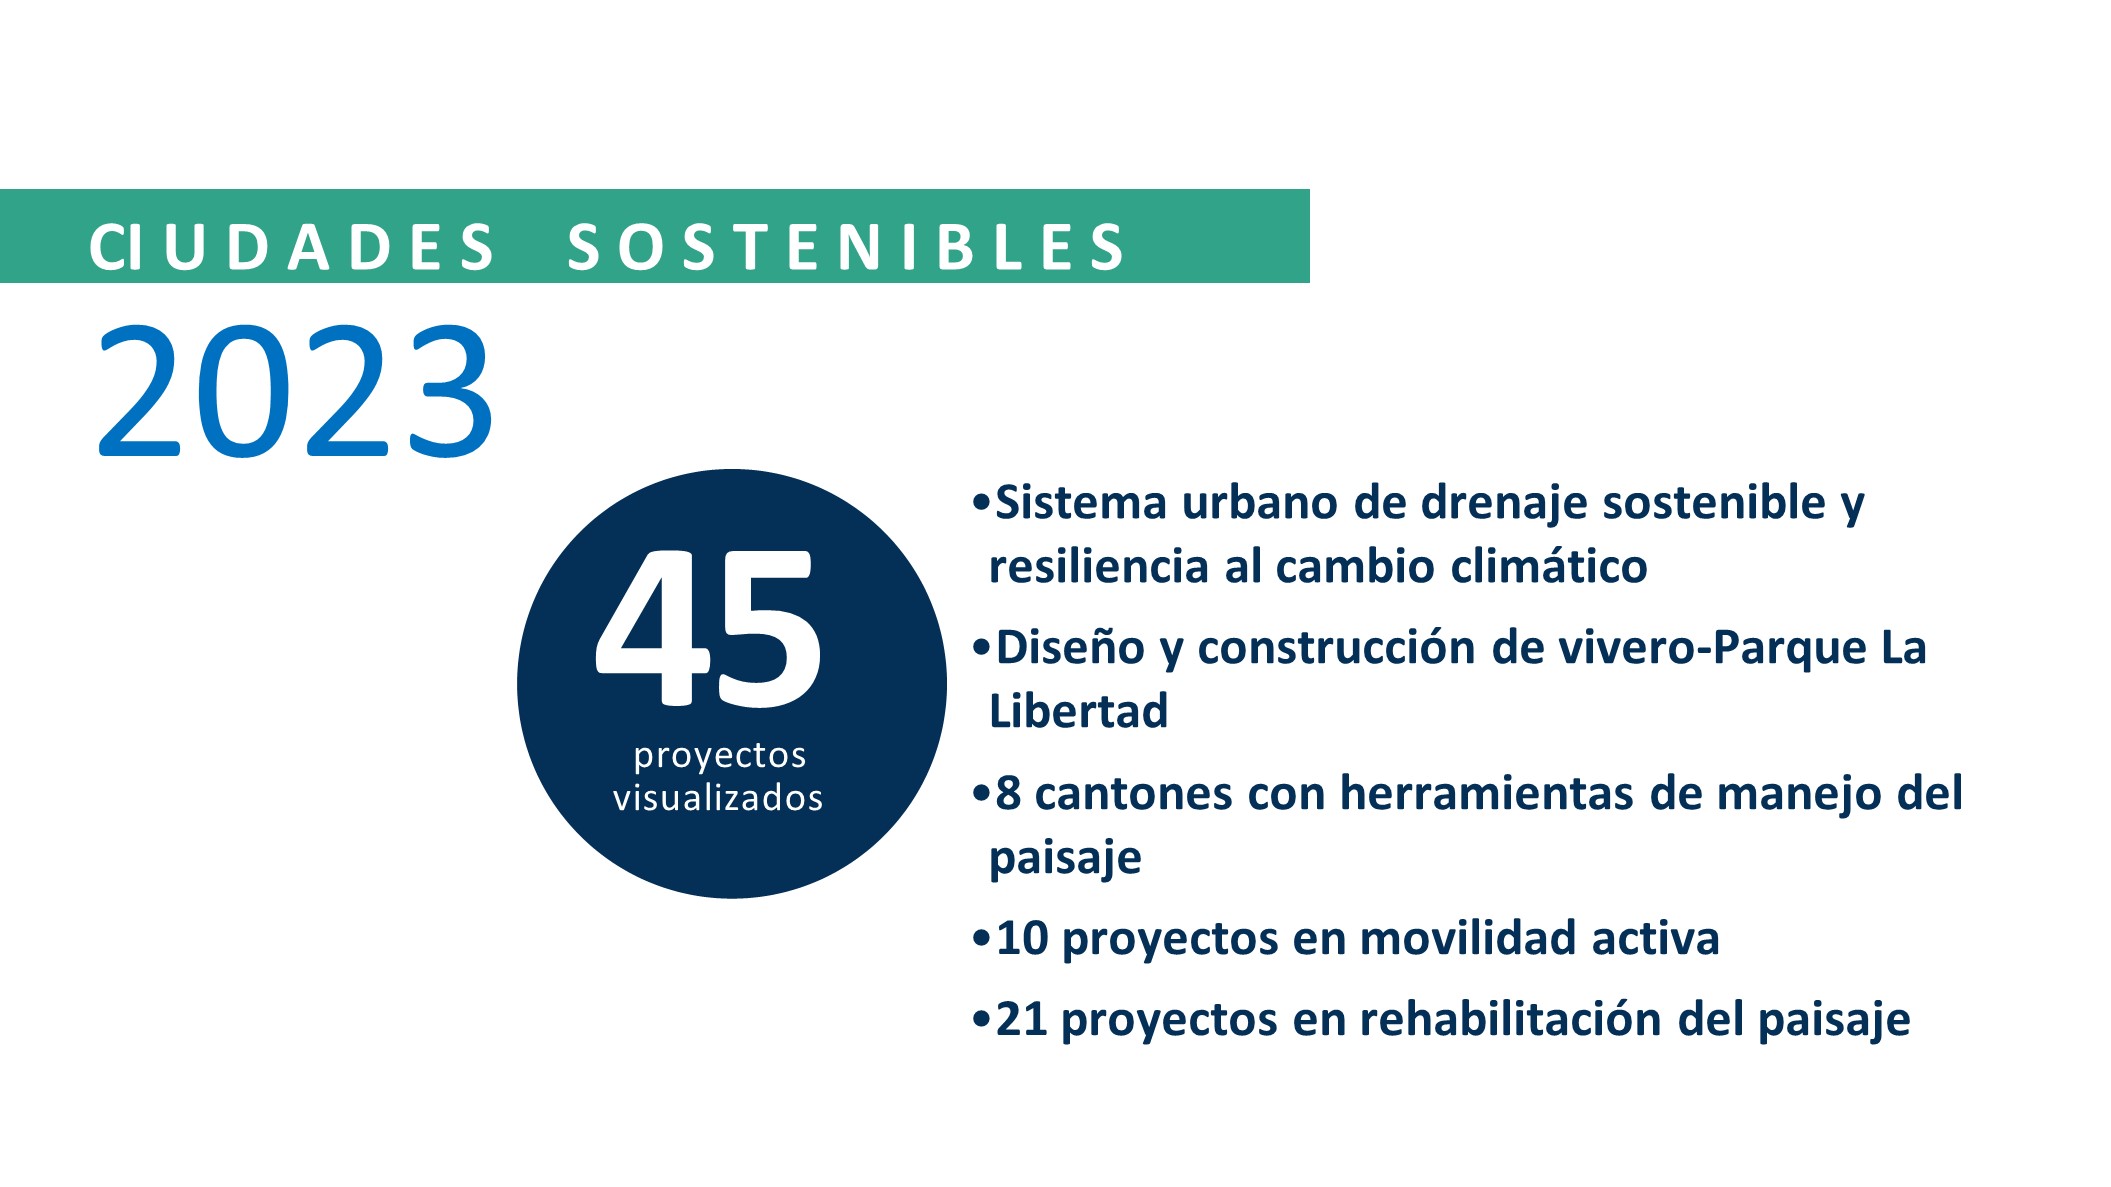 CIUDADES SOSTENIBLES
2023
45
proyectos
visualizados
•Sistema urbano de drenaje sostenible y
resiliencia al cambio climático
•Diseño y construcción de vivero-Parque La
Libertad
•8 cantones con herramientas de manejo del
paisaje
•10 proyectos en movilidad activa
•21 proyectos en rehabilitación del paisaje